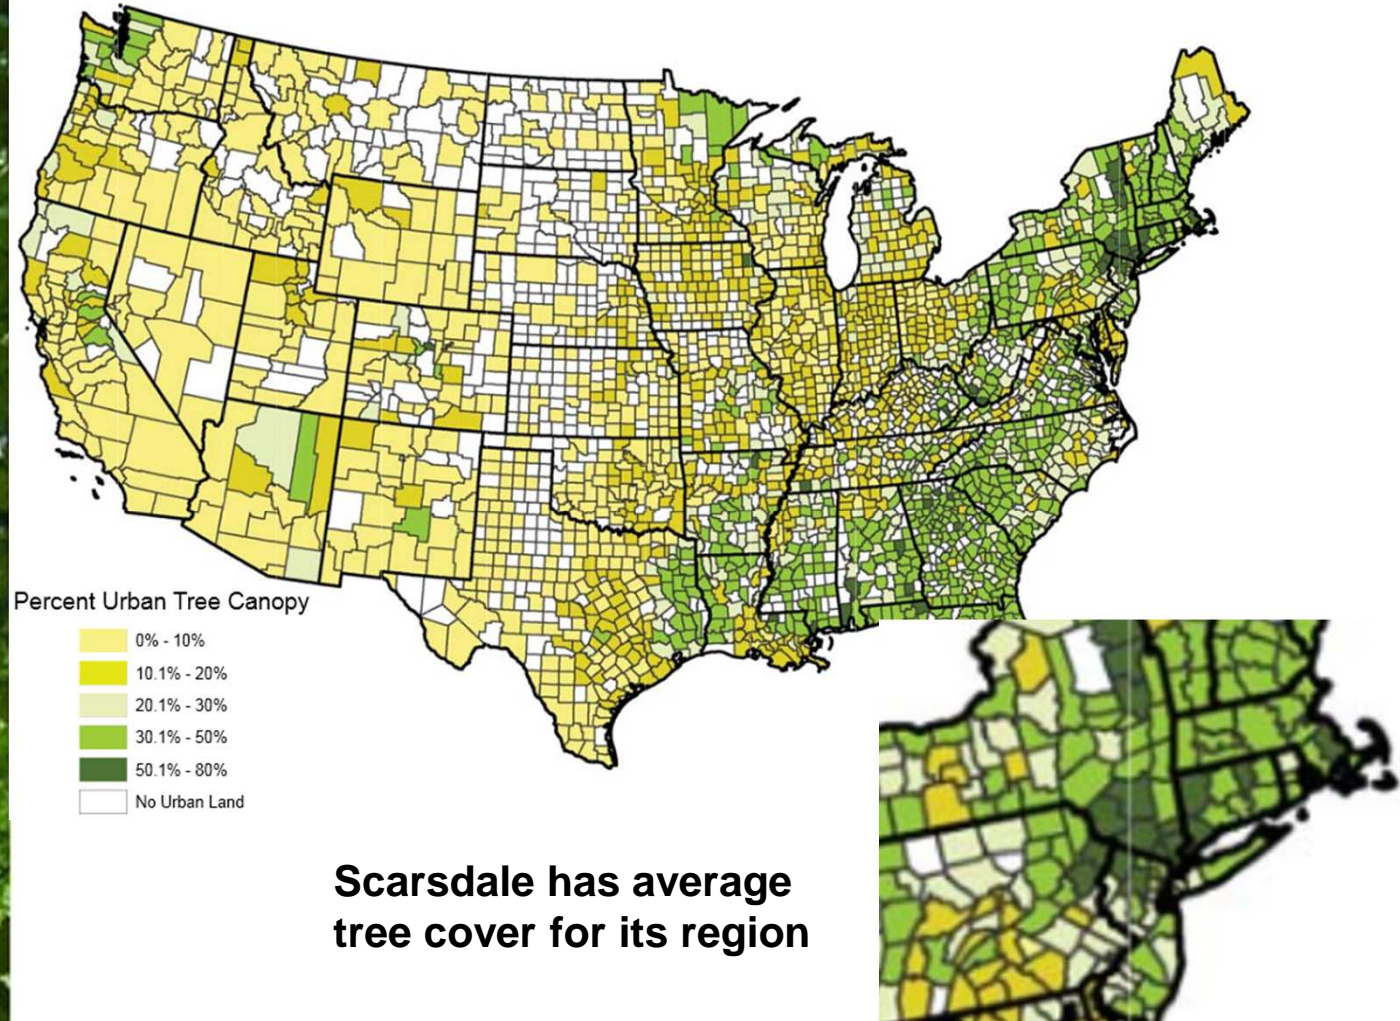 Percent Urban Tree Canopy
0% - 10%
10.1% - 20%
20.1% - 30%
30.1% - 50%
50.1% - 80%
No Urban Land
Scarsdale has average
tree cover for its region